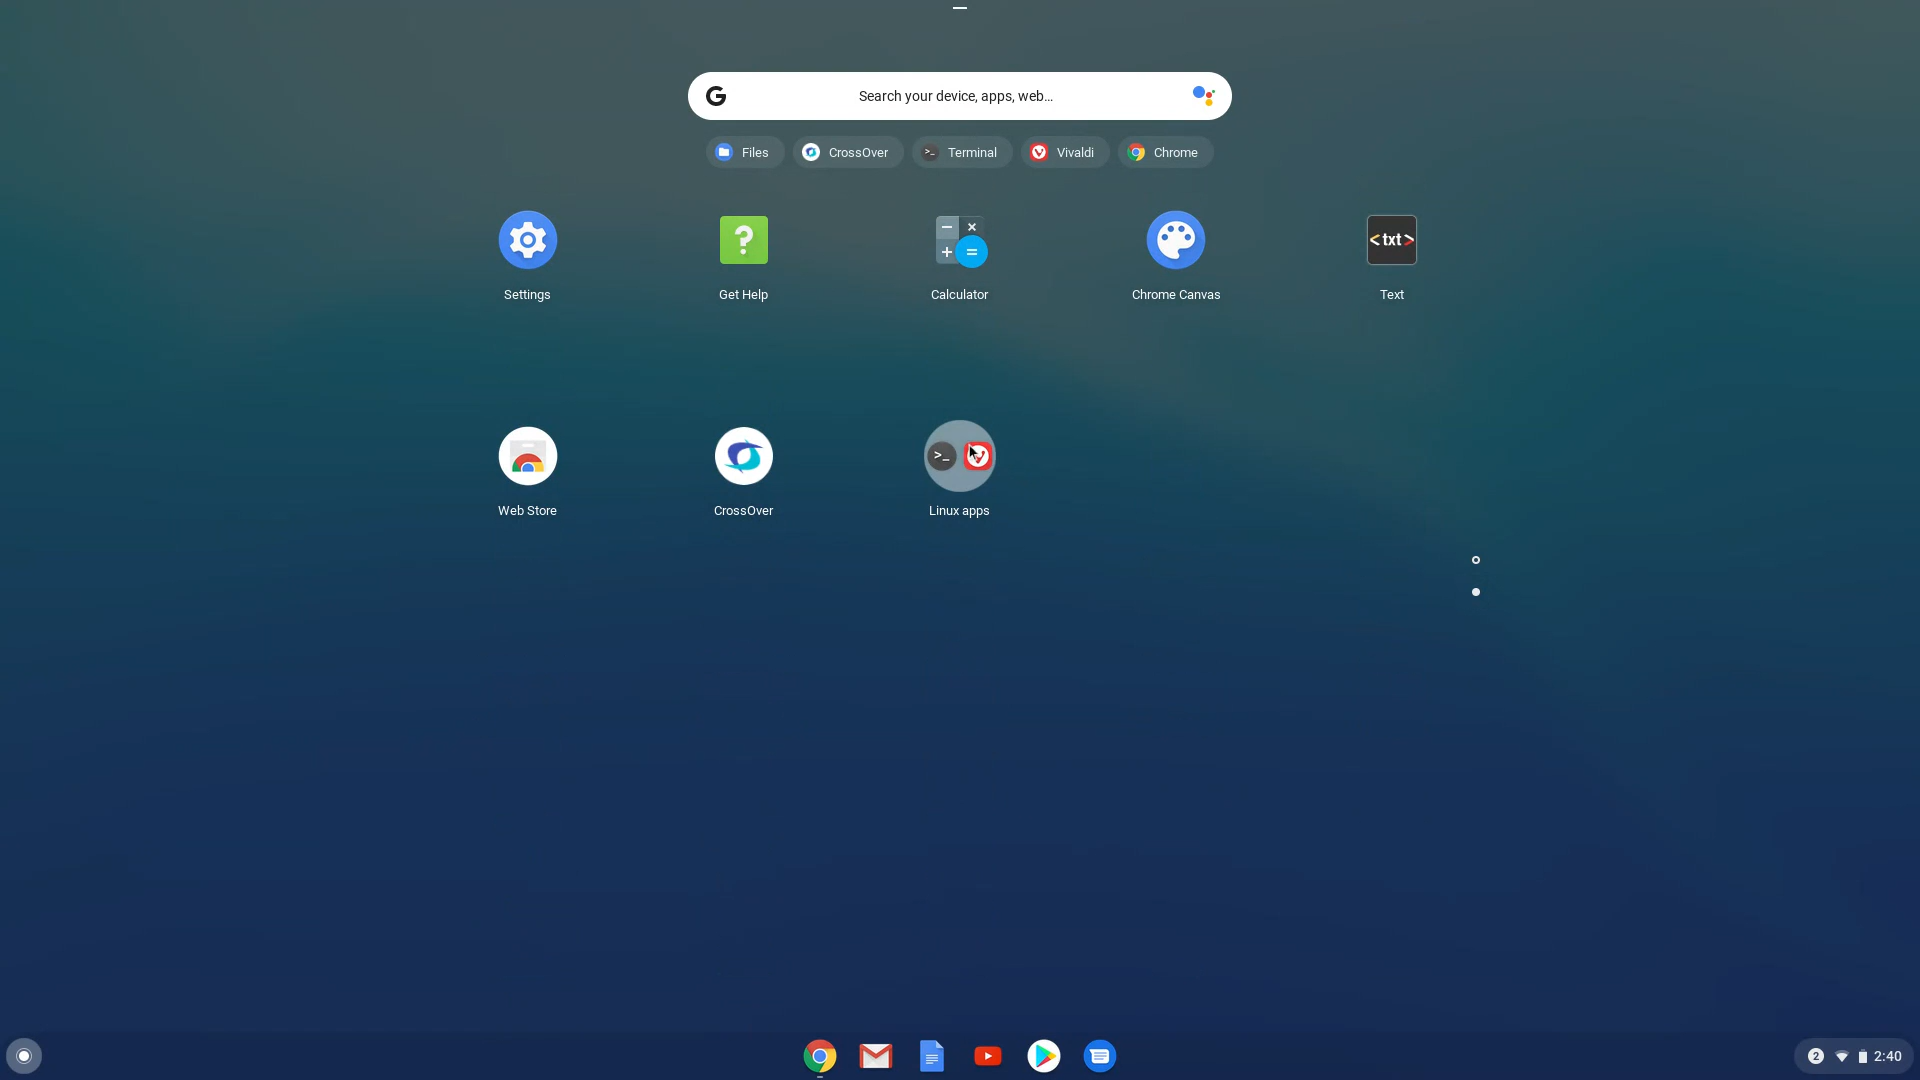 Search your device, apps, web...
Files CrossOver Terminal Vivaldi Chrome
<txt>
Settings Get Help Calculator Chrome Canvas Text
>_
Web Store CrossOver Linux apps
2 2:40